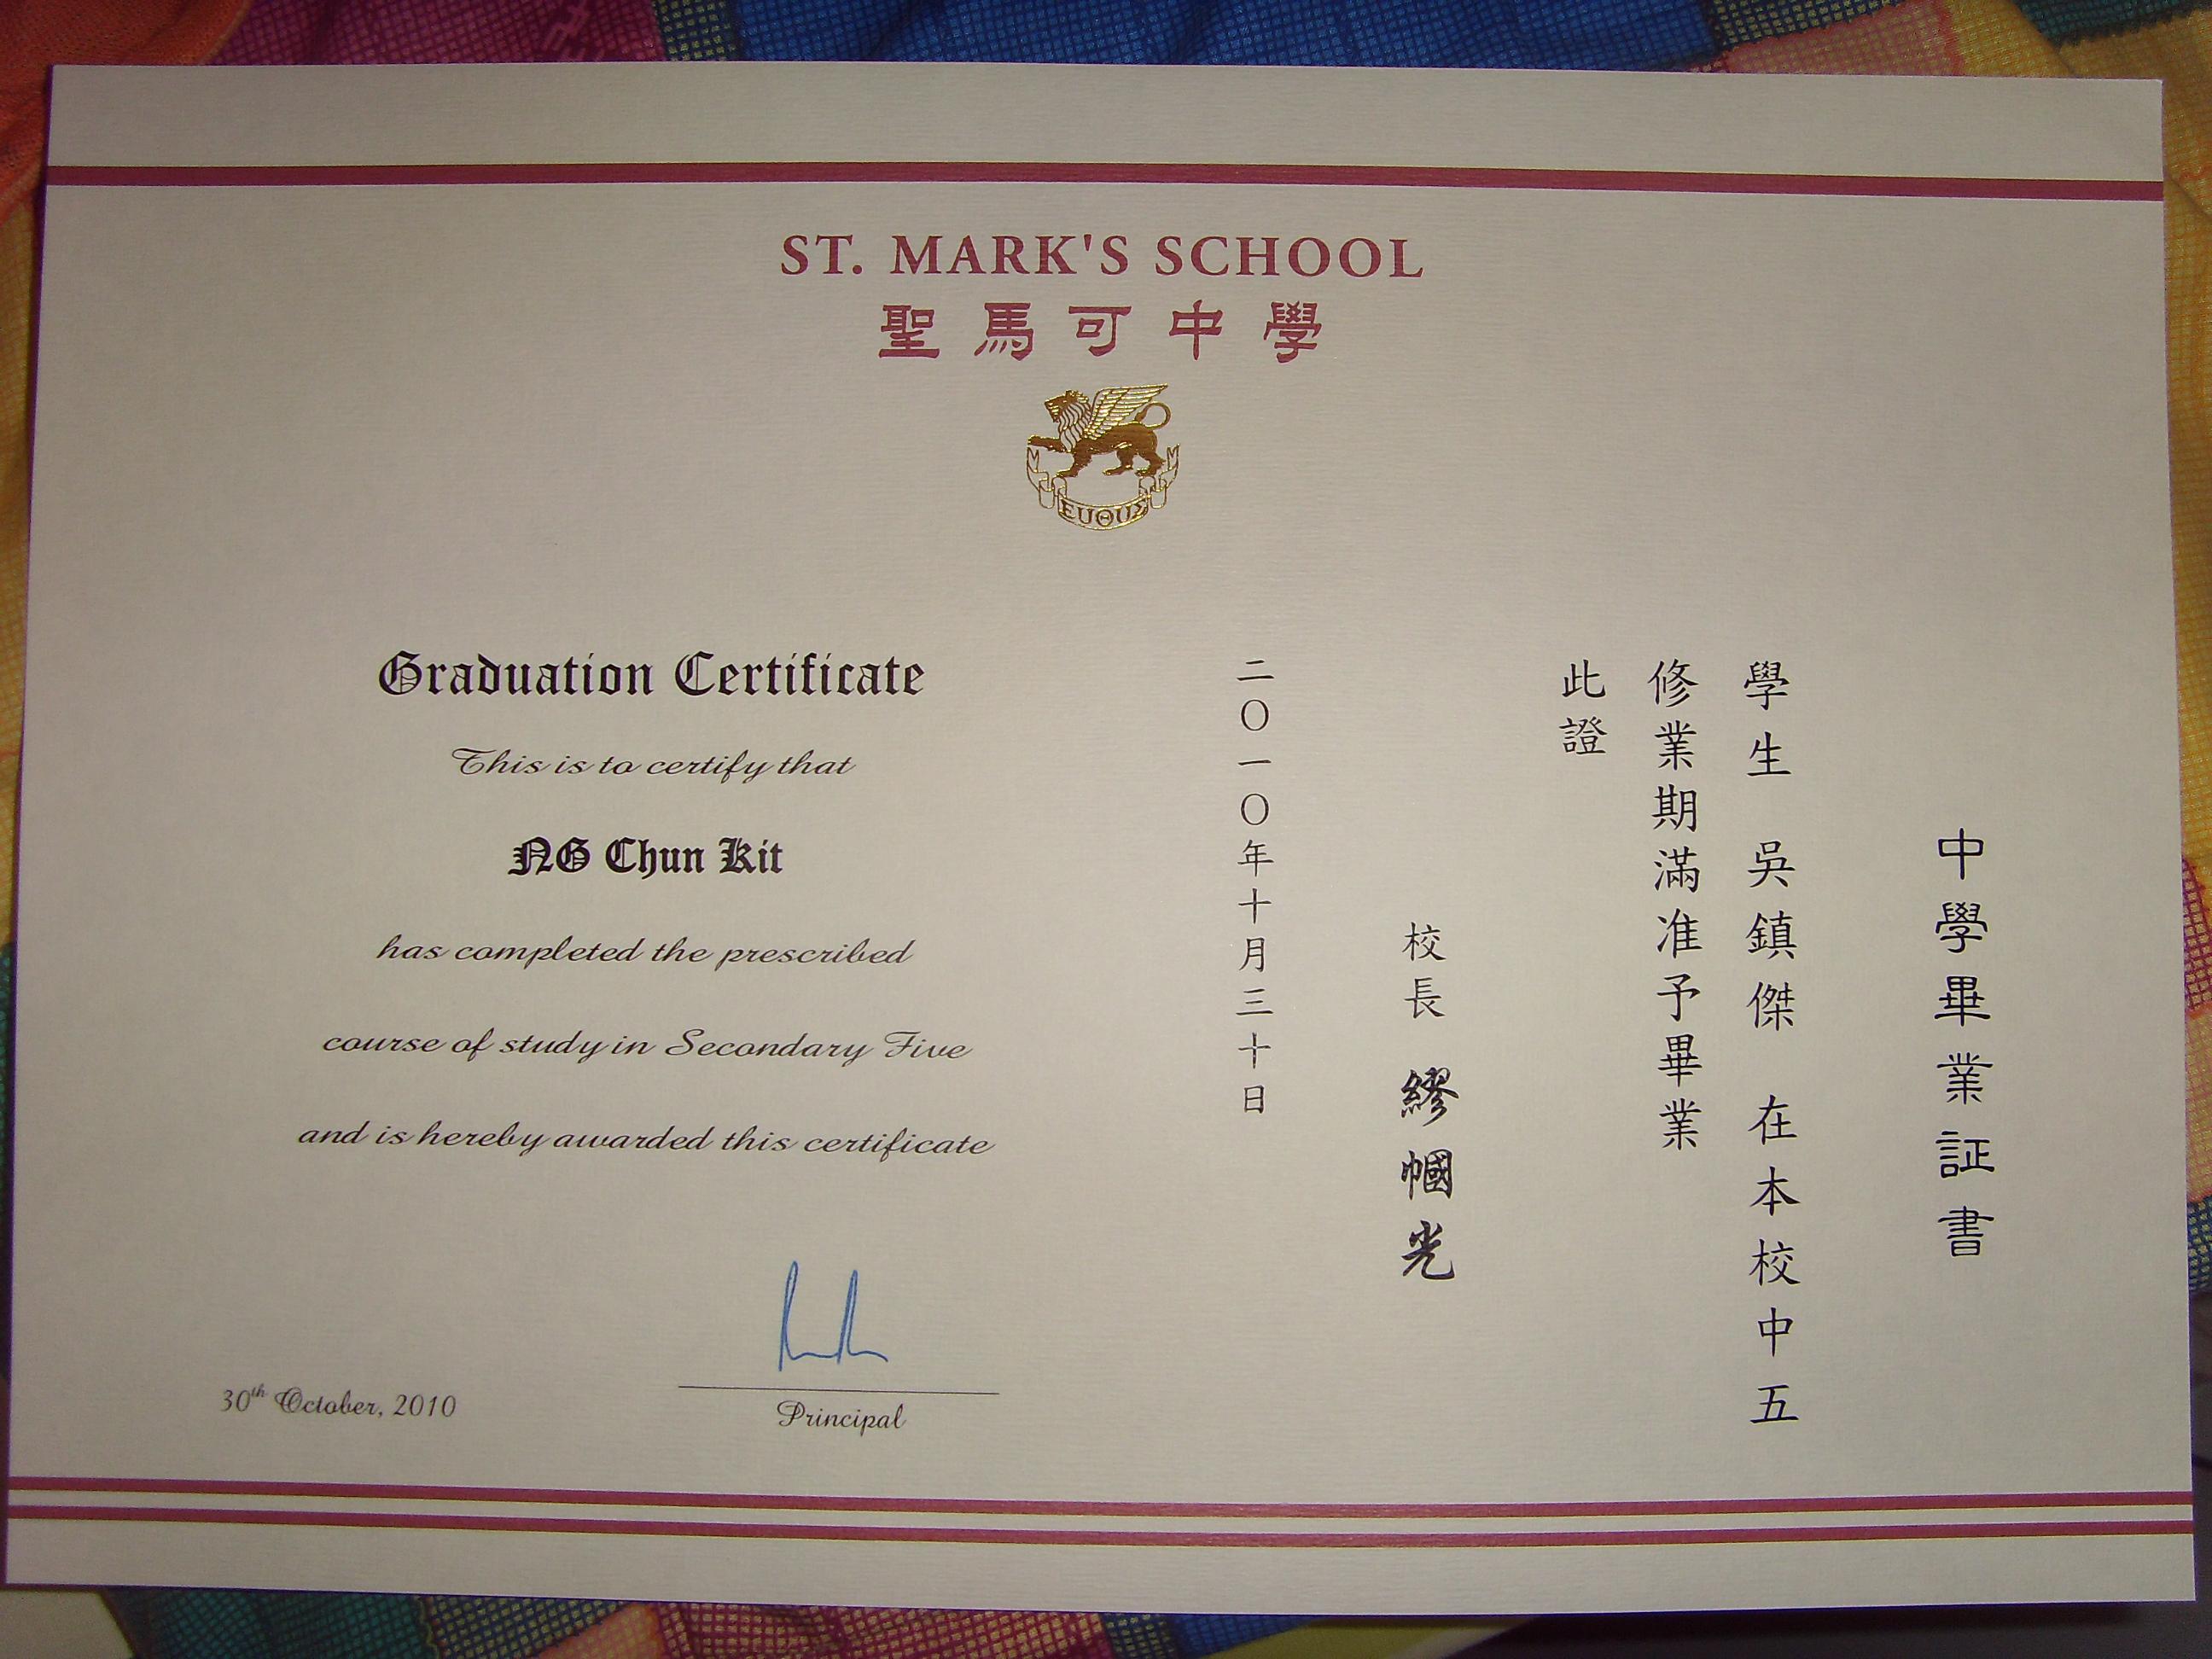 ST. MARK'S SCHOOL
聖馬可中學
ΕΥΘΥΣ
Graduation Certificate
This is to certify that
NG Chun Kit
has completed the prescribed
course of study in Secondary Five
and is hereby awarded this certificate
30th October, 2010
Principal
中學畢業証書
學生 吳鎮傑 在本校中五
修業期滿准予畢業
此證
校長 繆幗光
二〇一〇年十月三十日